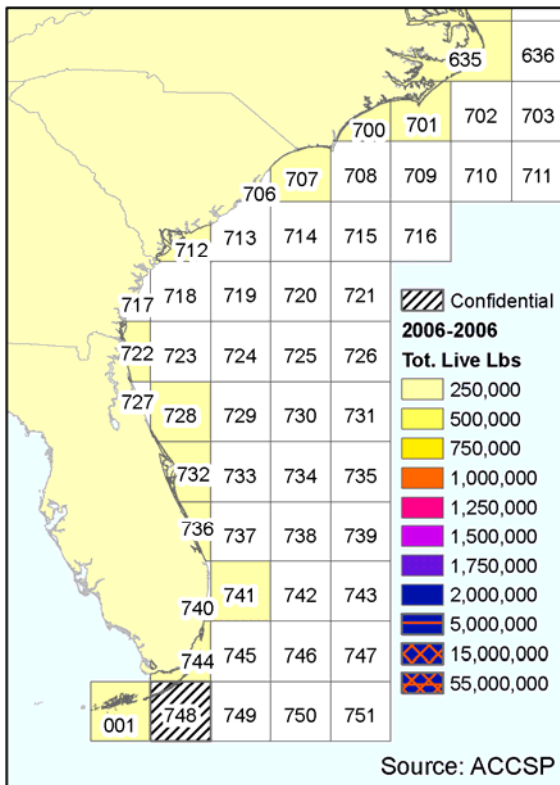 635 636
700 701 702 703
706 707 708 709 710 711
712 713 714 715 716
717 718 719 720 721
722 723 724 725 726
727 728 729 730 731
732 733 734 735
736 737 738 739
740 741 742 743
744 745 746 747
001 748 749 750 751
Confidential
2006-2006
Tot. Live Lbs
250,000
500,000
750,000
1,000,000
1,250,000
1,500,000
1,750,000
2,000,000
5,000,000
15,000,000
55,000,000
Source: ACCSP